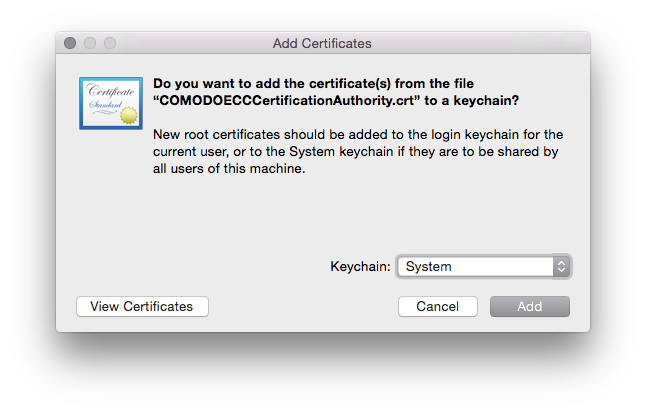 Add Certificates
Certificate
Standard
Do you want to add the certificate(s) from the file
“COMODOECCCertificationAuthority.crt” to a keychain?
New root certificates should be added to the login keychain for the
current user, or to the System keychain if they are to be shared by
all users of this machine.
Keychain: System
View Certificates Cancel Add